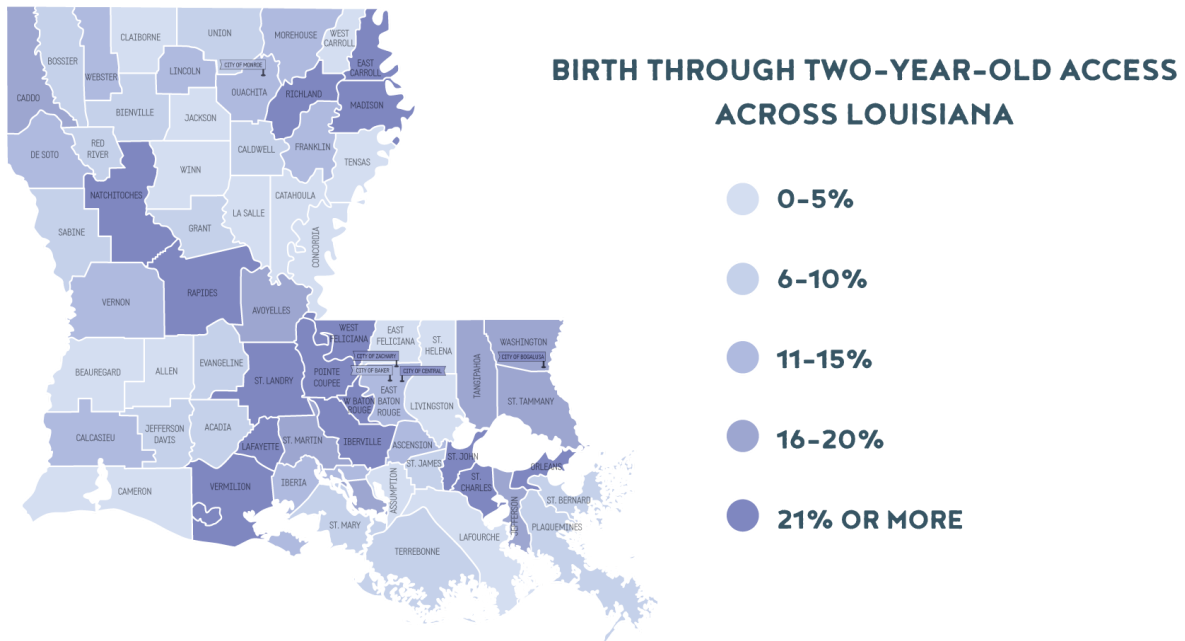 BIRTH THROUGH TWO-YEAR-OLD ACCESS
ACROSS LOUISIANA
0-5%
6-10%
11-15%
16-20%
21% OR MORE
CLAIBORNE
UNION
MOREHOUSE
WEST
CARROLL
EAST
CARROLL
BOSSIER
WEBSTER
LINCOLN
CITY OF MONROE
OUACHITA
RICHLAND
MADISON
CADDO
BIENVILLE
JACKSON
DE SOTO
RED
RIVER
CALDWELL
FRANKLIN
TENSAS
WINN
NATCHITOCHES
CATAHOULA
LA SALLE
SABINE
GRANT
CONCORDIA
VERNON
RAPIDES
AVOYELLES
WEST
FELICIANA
EAST
FELICIANA
ST.
HELENA
TANGIPAHOA
WASHINGTON
CITY OF BOGALUSA
CITY OF ZACHARY
CITY OF BAKER
CITY OF CENTRAL
BEAUREGARD
ALLEN
EVANGELINE
ST. LANDRY
POINTE
COUPEE
W BATON
ROUGE
EAST
BATON
ROUGE
LIVINGSTON
ST. TAMMANY
CALCASIEU
JEFFERSON
DAVIS
ACADIA
LAFAYETTE
ST. MARTIN
IBERVILLE
ASCENSION
ST. JAMES
ST. JOHN
ST.
CHARLES
ORLEANS
CAMERON
VERMILION
IBERIA
ASSUMPTION
JEFFERSON
ST. BERNARD
ST. MARY
PLAQUEMINES
TERREBONNE
LAFOURCHE